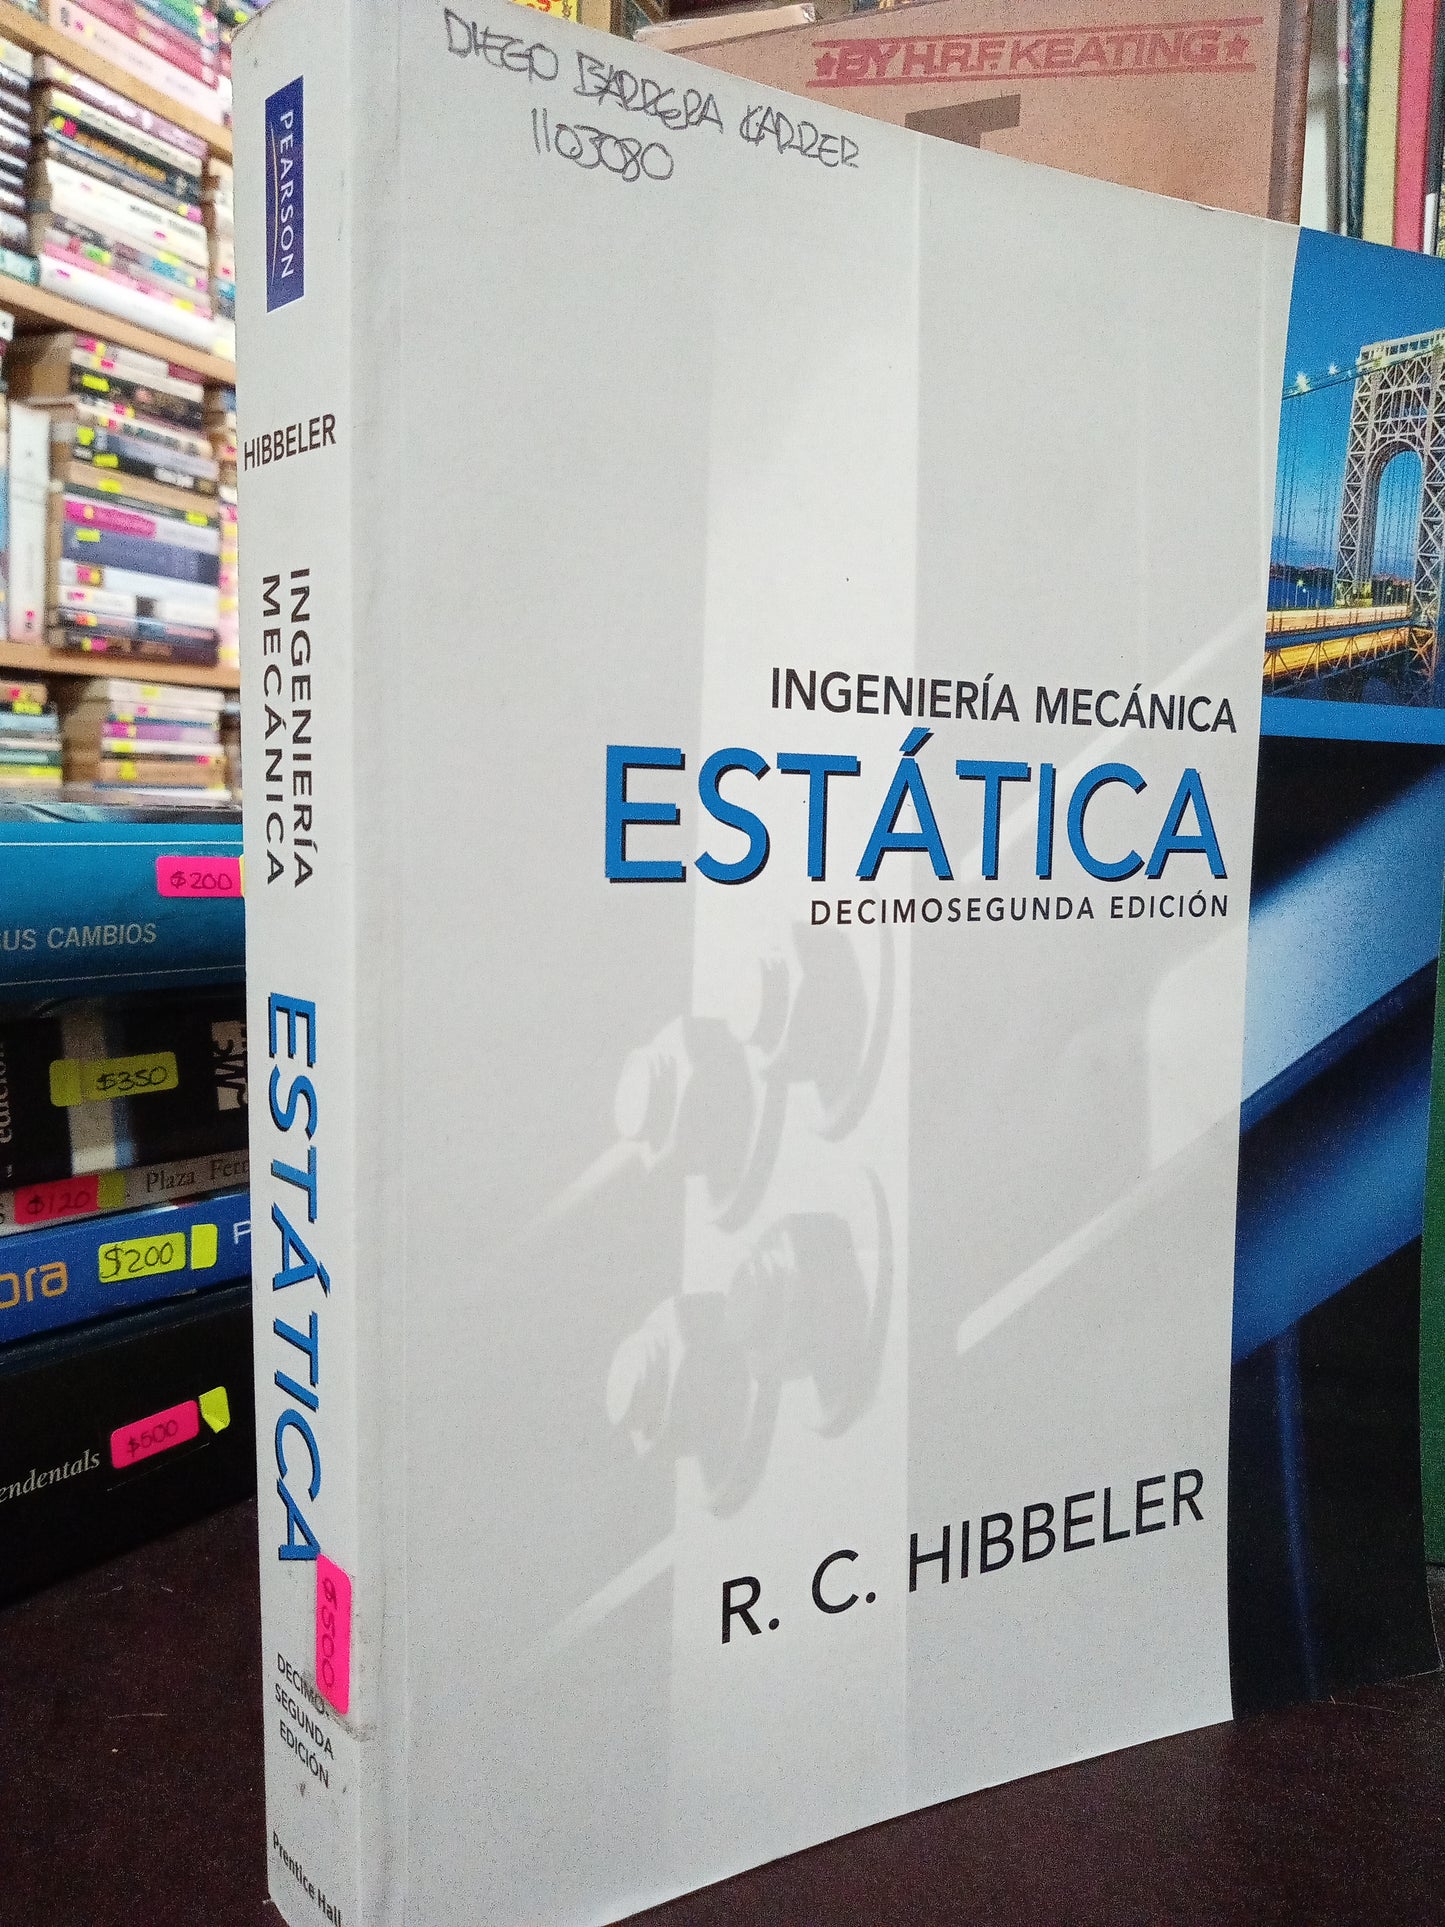 DIEGO BARRERA KARRER
1103080
★BY H.R.F. KEATING★
PEARSON
HIBBELER
INGENIERÍA
MECÁNICA
ESTÁTICA
$500
DECIMO-
SEGUNDA
EDICIÓN
Prentice Hall
INGENIERÍA MECÁNICA
ESTÁTICA
DECIMOSEGUNDA EDICIÓN
R. C. HIBBELER
$200
US CAMBIOS
$350
$120
Plaza
$200
ora
$500
endentals